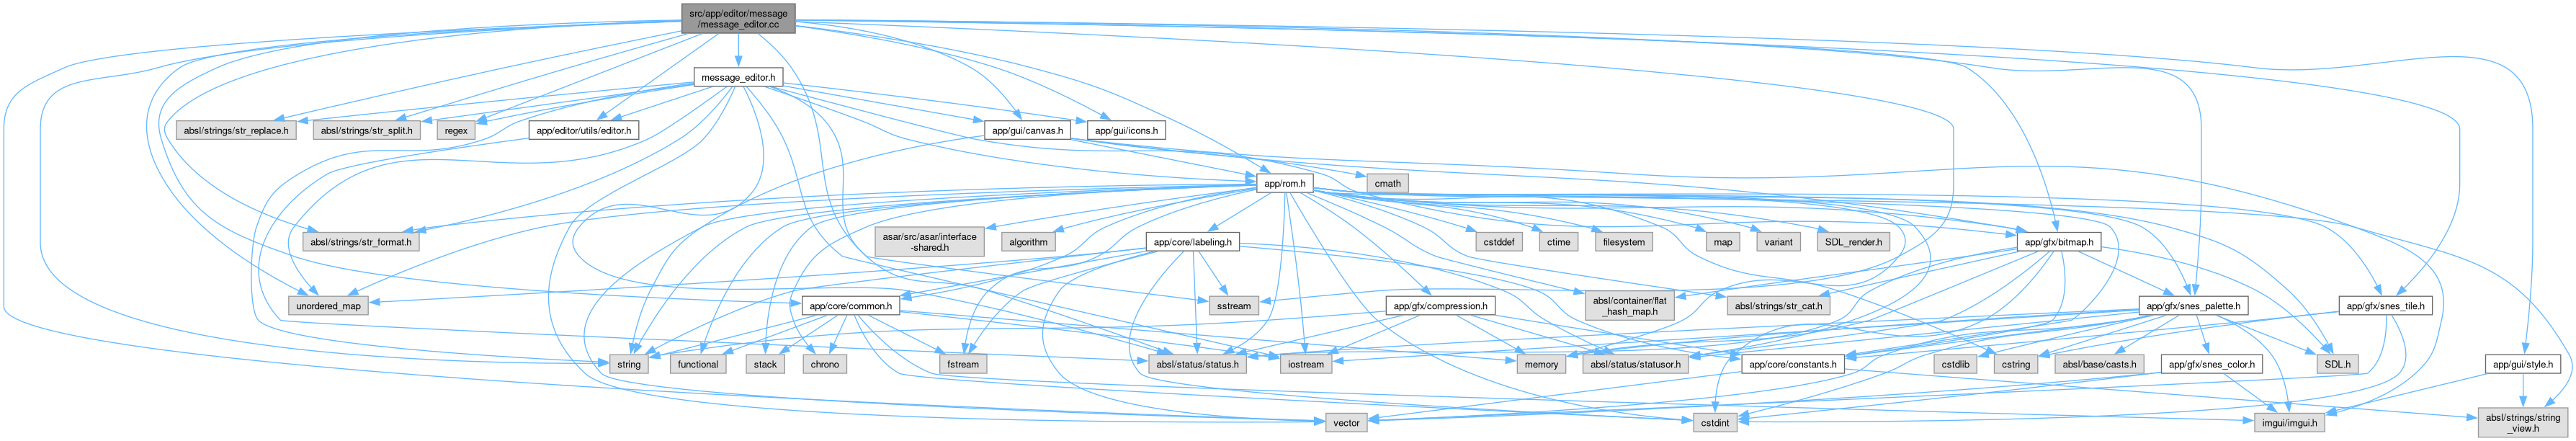 src/app/editor/message
/message_editor.cc
message_editor.h
absl/strings/str_replace.h
absl/strings/str_split.h
regex
app/editor/utils/editor.h
app/gui/canvas.h
app/gui/icons.h
app/rom.h
cmath
absl/strings/str_format.h
asar/src/asar/interface
-shared.h
algorithm
app/core/labeling.h
cstddef
ctime
filesystem
map
variant
SDL_render.h
app/gfx/bitmap.h
unordered_map
app/core/common.h
sstream
app/gfx/compression.h
absl/container/flat
_hash_map.h
absl/strings/str_cat.h
app/gfx/snes_palette.h
app/gfx/snes_tile.h
string
functional
stack
chrono
fstream
absl/status/status.h
iostream
memory
absl/status/statusor.h
app/core/constants.h
cstdlib
cstring
absl/base/casts.h
app/gfx/snes_color.h
SDL.h
app/gui/style.h
vector
cstdint
imgui/imgui.h
absl/strings/string
_view.h